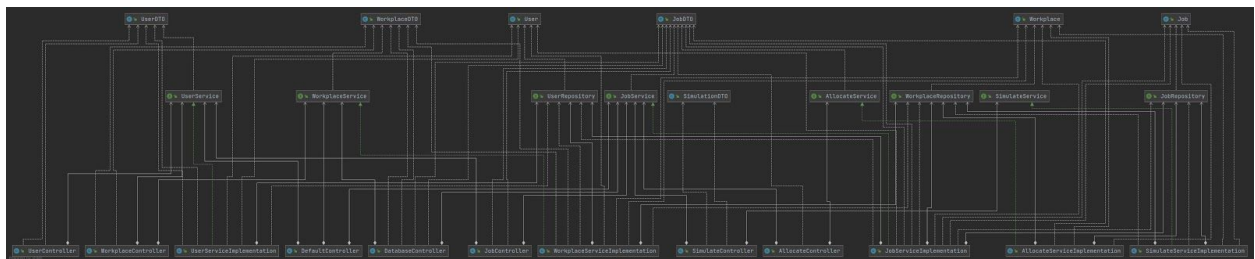 UserDTO
WorkplaceDTO
User
JobDTO
Workplace
Job
UserService
WorkplaceService
UserRepository
JobService
SimulationDTO
AllocateService
WorkplaceRepository
SimulateService
JobRepository
UserController
WorkplaceController
UserServiceImplementation
DefaultController
DatabaseController
JobController
WorkplaceServiceImplementation
SimulateController
AllocateController
JobServiceImplementation
AllocateServiceImplementation
SimulateServiceImplementation